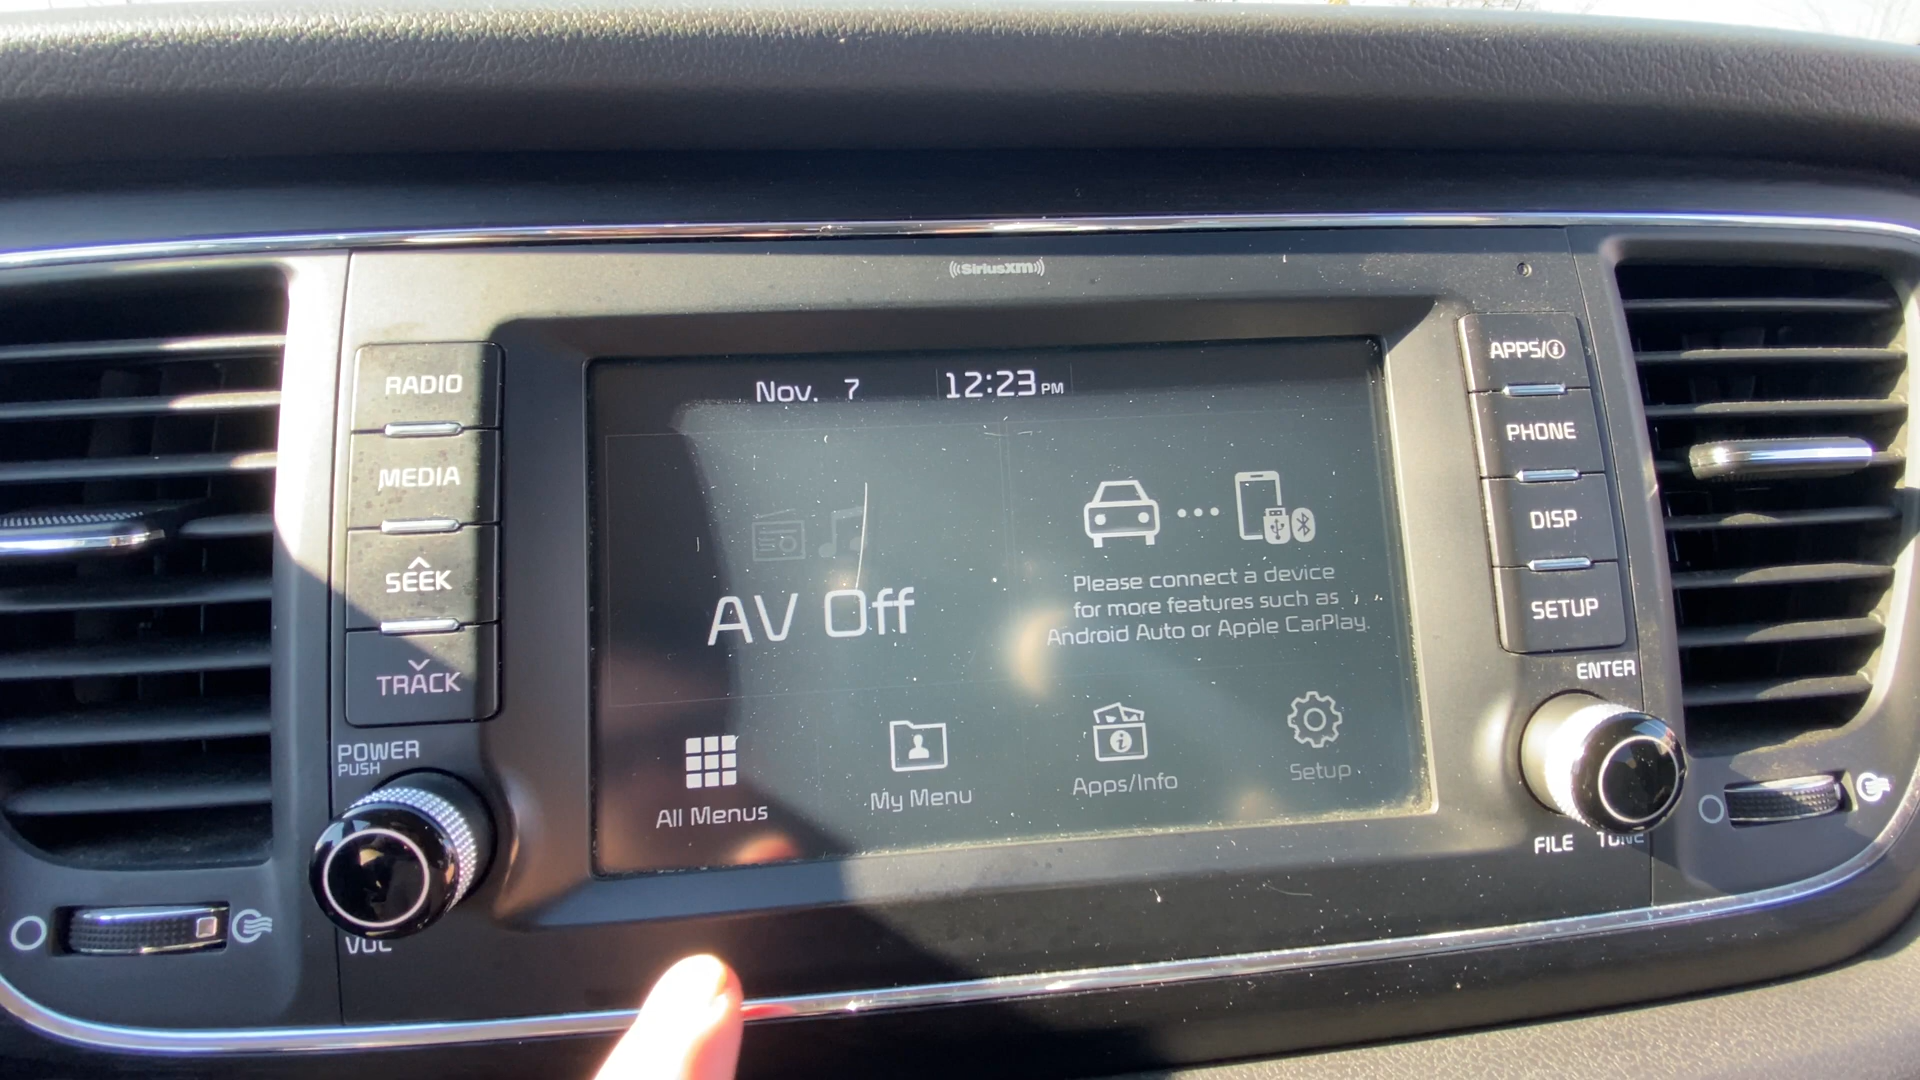 ((SiriusXM))
RADIO
MEDIA
SEEK
TRACK
POWER
PUSH
VOL
Nov. 7 12:23 PM
AV Off
Please connect a device
for more features such as
Android Auto or Apple CarPlay.
All Menus
My Menu
Apps/Info
Setup
APPS/i
PHONE
DISP
SETUP
ENTER
FILE TUNE